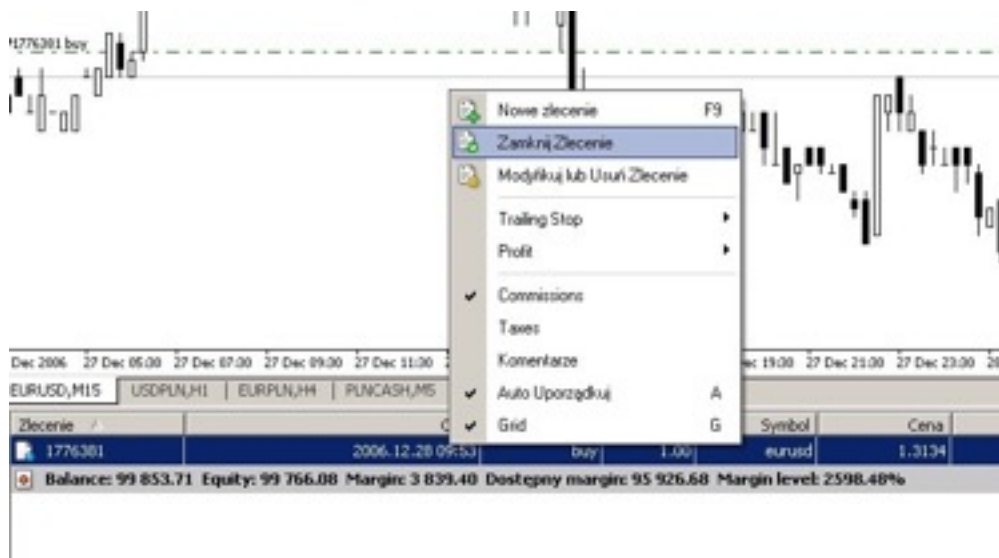 1776381 buy
Nowe zlecenie F9
Zamknij Zlecenie
Modyfikuj lub Usuń Zlecenie
Trailing Stop
Profit
Commissions
Taxes
Komentarze
Auto Uporządkuj A
Grid G
Dec 2006 27 Dec 05:00 27 Dec 07:00 27 Dec 09:00 27 Dec 11:00 19:00 27 Dec 21:00 27 Dec 23:00
EURUSD,M15 USDPLN,H1 EURPLN,H4 PLNCASH,M5
Zlecenie Symbol Cena
1776381 2006.12.28 09:53 buy 1.00 eurusd 1.3134
Balance: 99 853.71 Equity: 99 766.08 Margin: 3 839.40 Dostępny margin: 95 926.68 Margin level: 2598.48%